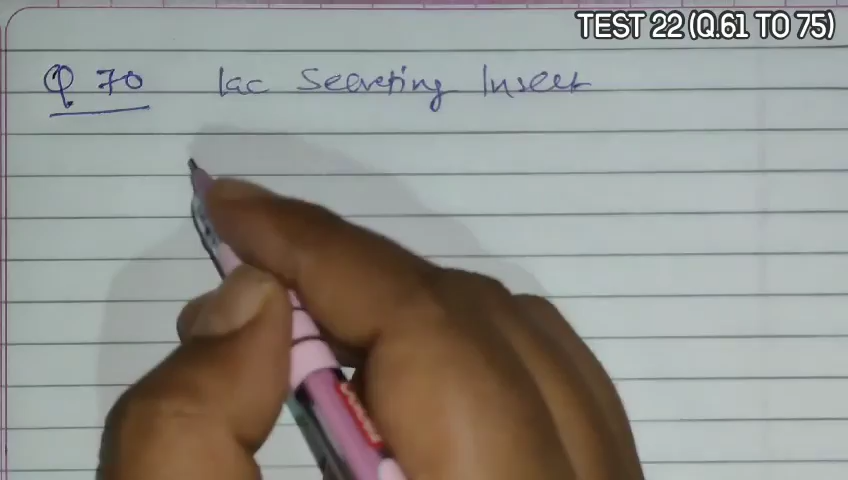 TEST 22 (Q.61 TO 75)
Q 70 lac Secreting Insect